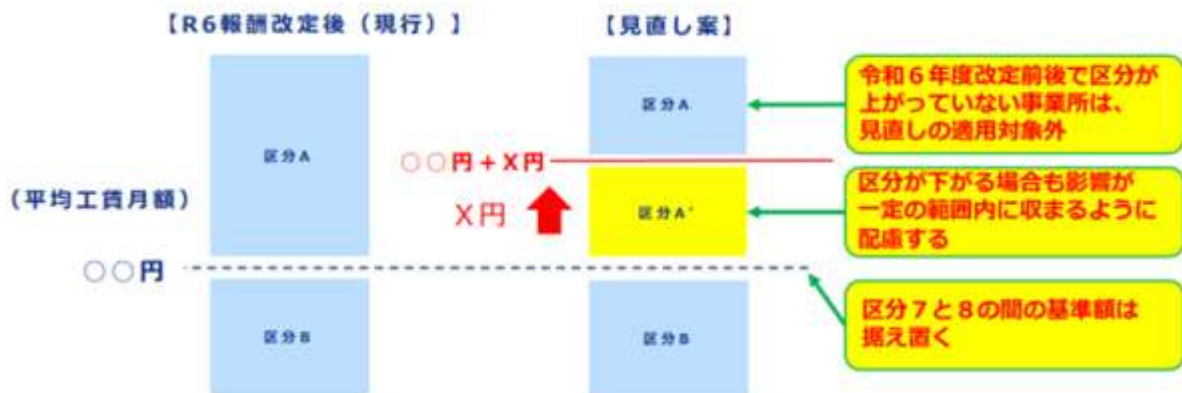 【R6報酬改定後（現行）】
【見直し案】
区分A
区分A
令和６年度改定前後で区分が
上がっていない事業所は、
見直しの適用対象外
○○円＋X円
（平均工賃月額）
X円
区分A'
区分が下がる場合も影響が
一定の範囲内に収まるように
配慮する
○○円
区分B
区分B
区分７と８の間の基準額は
据え置く